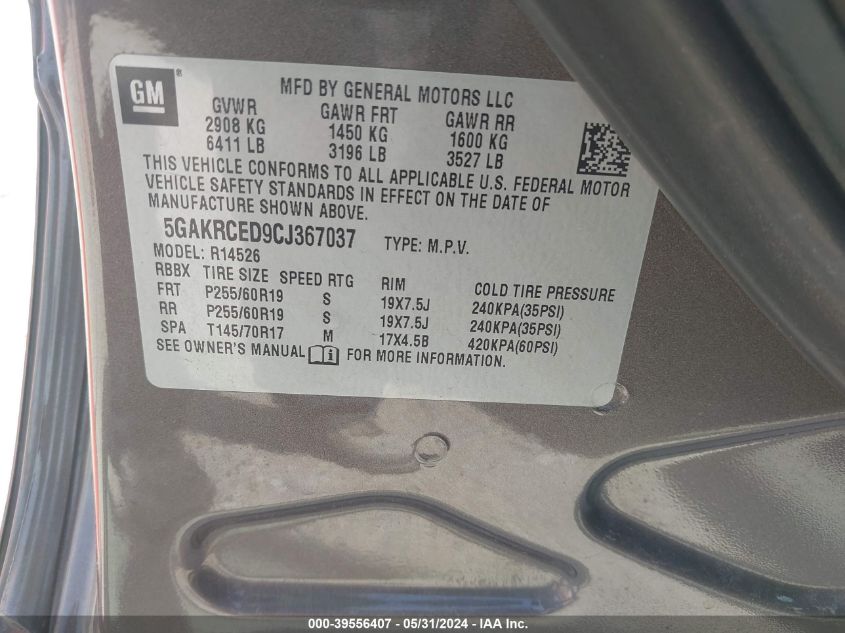 GM ®
MFD BY GENERAL MOTORS LLC
GVWR GAWR FRT GAWR RR
2908 KG 1450 KG 1600 KG
6411 LB 3196 LB 3527 LB
THIS VEHICLE CONFORMS TO ALL APPLICABLE U.S. FEDERAL MOTOR
VEHICLE SAFETY STANDARDS IN EFFECT ON THE DATE OF
MANUFACTURE SHOWN ABOVE.
5GAKRCED9CJ367037 TYPE: M.P.V.
MODEL: R14526
RBBX TIRE SIZE SPEED RTG RIM COLD TIRE PRESSURE
FRT P255/60R19 S 19X7.5J 240KPA(35PSI)
RR P255/60R19 S 19X7.5J 240KPA(35PSI)
SPA T145/70R17 M 17X4.5B 420KPA(60PSI)
SEE OWNER'S MANUAL i FOR MORE INFORMATION.
000-39556407 - 05/31/2024 - IAA Inc.